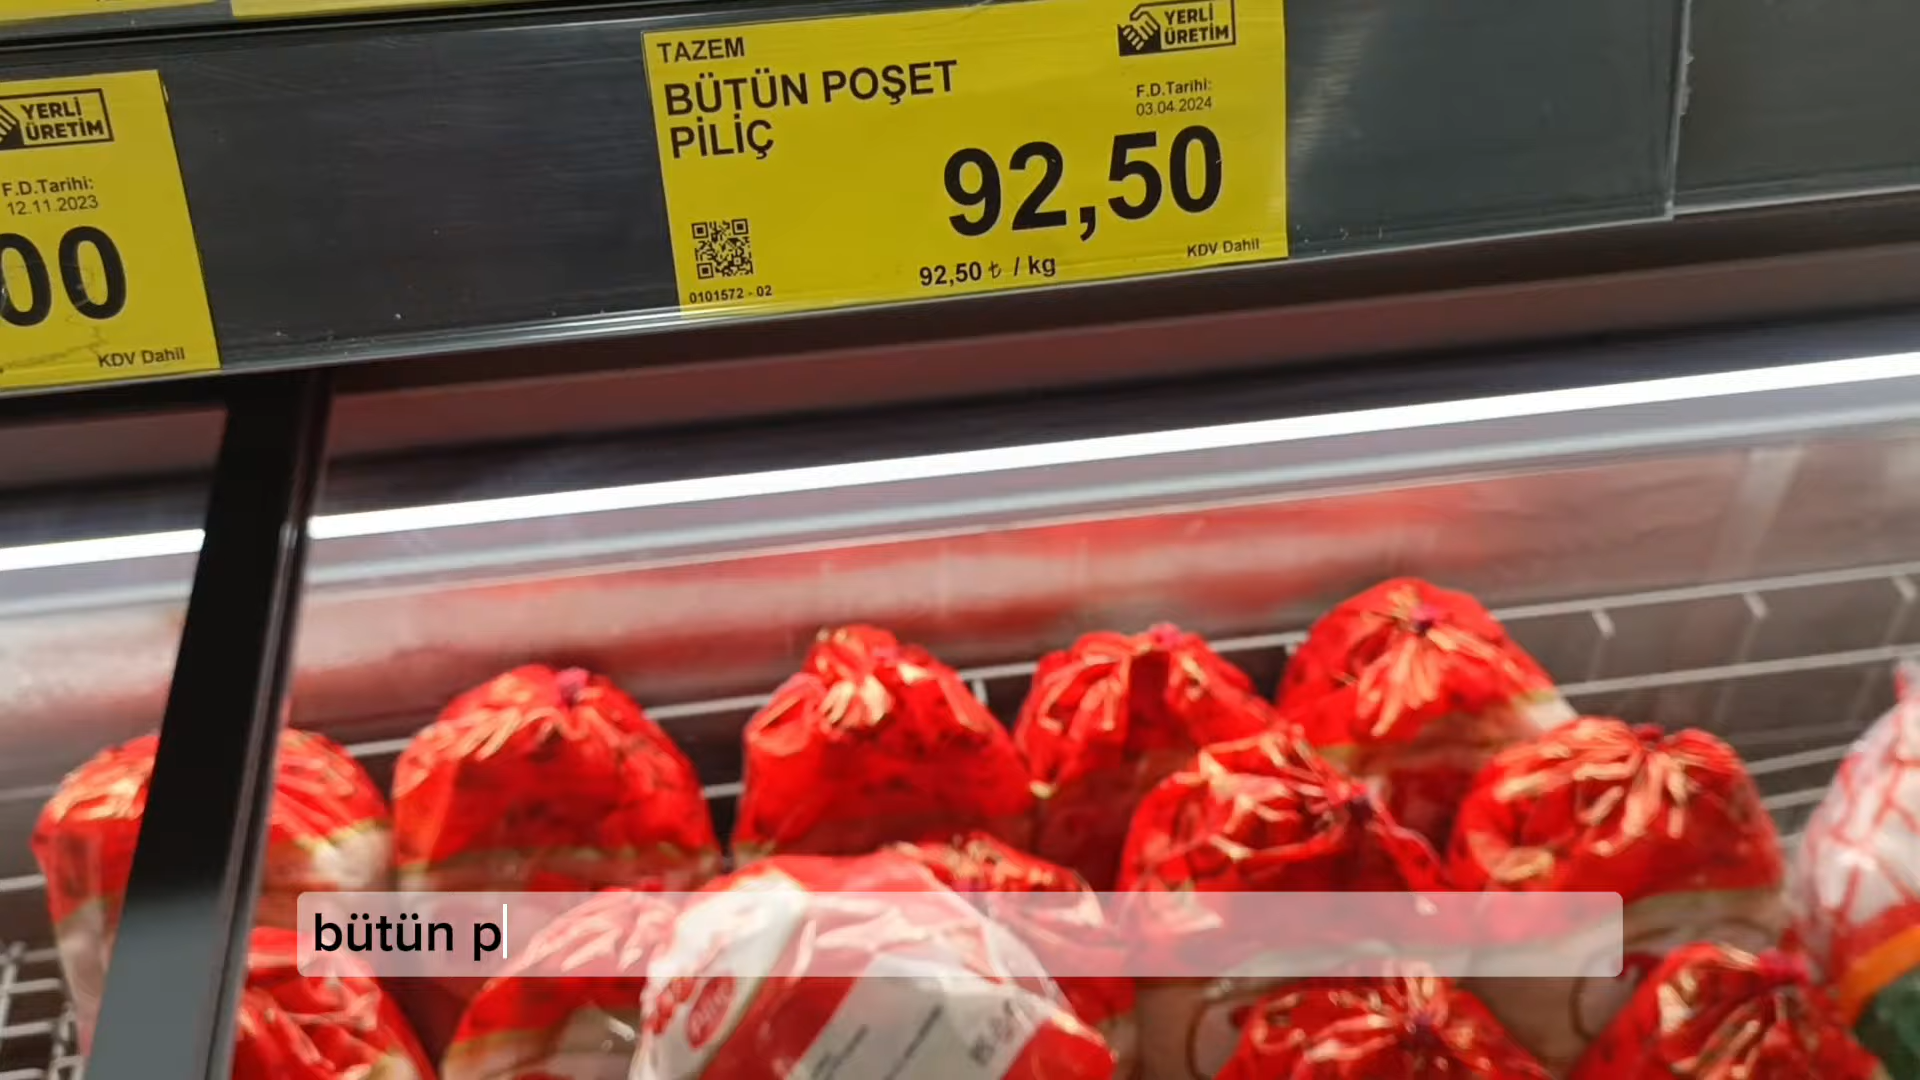 YERLİ
ÜRETİM
F.D.Tarihi:
12.11.2023
00
KDV Dahil
TAZEM
BÜTÜN POŞET
PİLİÇ
YERLİ
ÜRETİM
F.D.Tarihi:
03.04.2024
92,50
92,50 ₺ / kg
KDV Dahil
0101572 - 02
bütün p